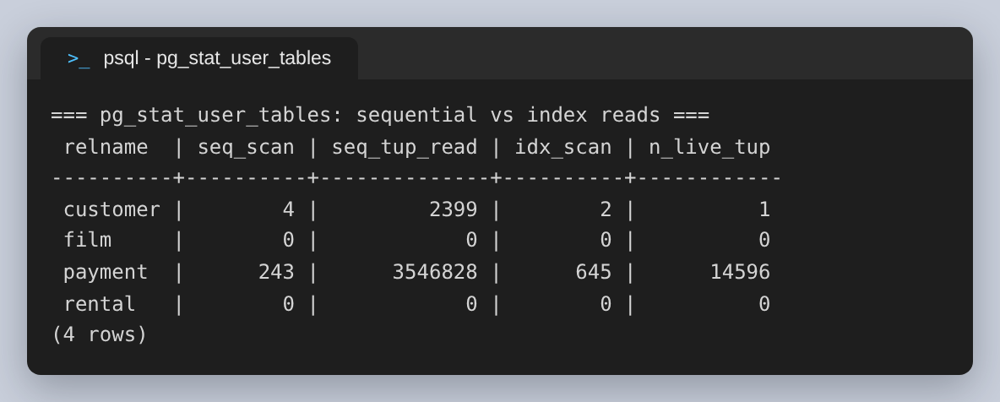 >_ psql - pg_stat_user_tables
=== pg_stat_user_tables: sequential vs index reads ===
 relname  | seq_scan | seq_tup_read | idx_scan | n_live_tup
----------+----------+--------------+----------+------------
 customer |        4 |         2399 |        2 |          1
 film     |        0 |            0 |        0 |          0
 payment  |      243 |      3546828 |      645 |      14596
 rental   |        0 |            0 |        0 |          0
(4 rows)